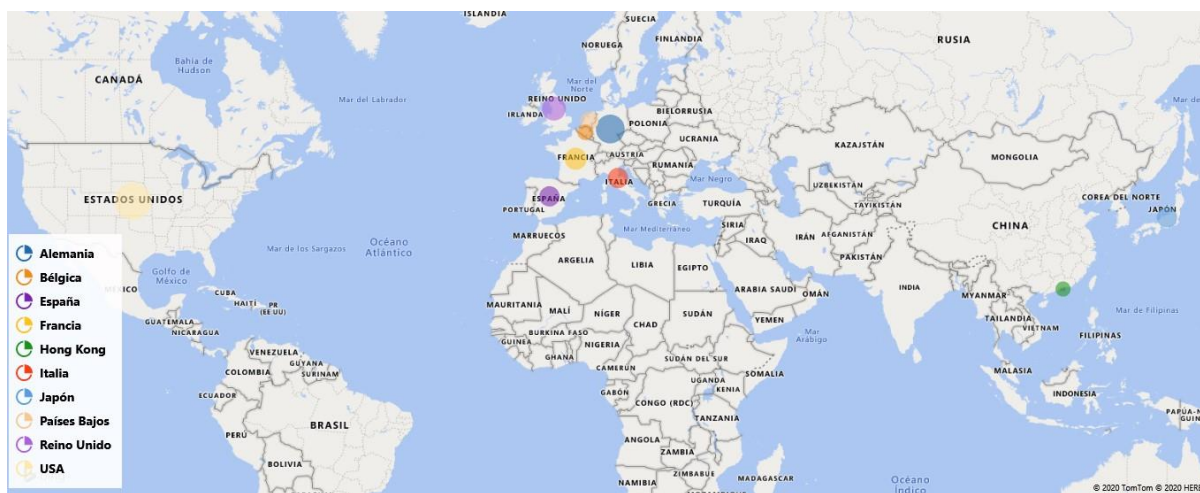 ISLANDIA
SUECIA
FINLANDIA
NORUEGA
RUSIA
Bahía de
Hudson
CANADÁ
Mar del Labrador
Mar del
Norte
REINO UNIDO
IRLANDA
BIELORRUSIA
POLONIA
UCRANIA
KAZAJSTÁN
MONGOLIA
FRANCIA
AUSTRIA
RUMANÍA
ITALIA
Mar Negro
UZBEKISTÁN
TAYIKISTÁN
COREA DEL NORTE
JAPÓN
ESTADOS UNIDOS
ESPAÑA
PORTUGAL
GRECIA
TURQUÍA
Mar Mediterráneo
SIRIA
IRAQ
IRÁN
AFGANISTÁN
CHINA
MARRUECOS
PAKISTÁN
Mar de los Sargazos
Océano
Atlántico
ARGELIA
LIBIA
EGIPTO
ARABIA SAUDÍ
OMÁN
INDIA
MYANMAR
Golfo de
México
MÉXICO
CUBA
HAITÍ
PR
(EE UU)
MAURITANIA
MALÍ
NÍGER
CHAD
SUDÁN
YEMEN
Mar
Arábigo
TAILANDIA
VIETNAM
FILIPINAS
Mar de Filipinas
GUATEMALA
NICARAGUA
GUINEA
BURKINA FASO
GHANA
NIGERIA
CAMERÚN
SUDÁN DEL SUR
SOMALIA
VENEZUELA
GUYANA
SURINAM
COLOMBIA
ECUADOR
GABÓN
CONGO (RDC)
UGANDA
KENIA
MALASIA
INDONESIA
PAPÚA-N
GUIN
PERÚ
BRASIL
TANZANIA
ANGOLA
ZAMBIA
BOLIVIA
ZIMBABUE
NAMIBIA
MADAGASCAR
Océano
Índico
Alemania
Bélgica
España
Francia
Hong Kong
Italia
Japón
Países Bajos
Reino Unido
USA
© 2020 TomTom © 2020 HERE